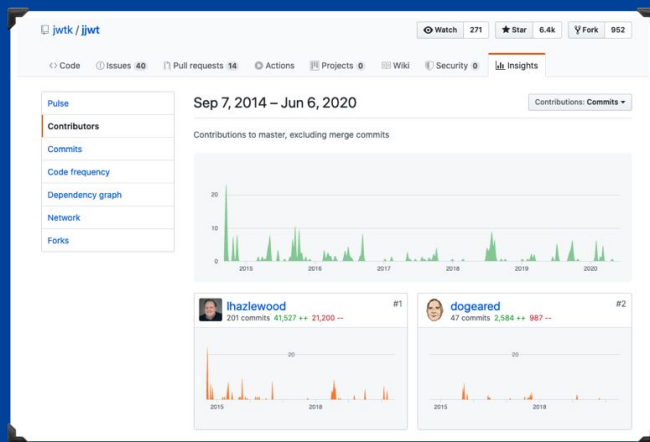 jwtk / jjwt
Watch 271 Star 6.4k Fork 952
Code Issues 40 Pull requests 14 Actions Projects 0 Wiki Security 0 Insights
Pulse
Contributors
Commits
Code frequency
Dependency graph
Network
Forks
Sep 7, 2014 – Jun 6, 2020
Contributions: Commits
Contributions to master, excluding merge commits
20
10
0
2015 2016 2017 2018 2019 2020
lhazlewood #1
201 commits 41,527 ++ 21,200 --
20
2015 2018
dogeared #2
47 commits 2,584 ++ 987 --
20
2015 2018